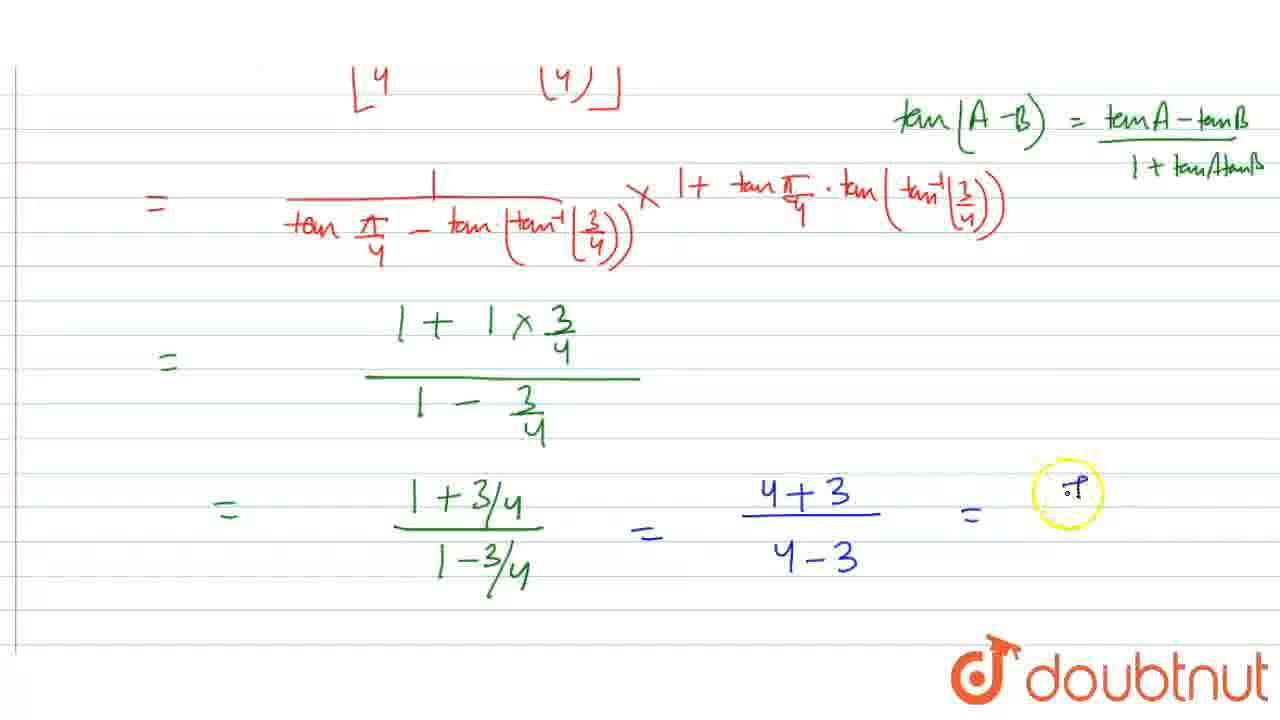 [4 (4)]
tan(A-B) = tanA-tanB / 1+tanAtanB
= 1 / tan π/4 - tan·(tan⁻¹(3/4)) × 1+ tan π/4 · tan(tan⁻¹(3/4))
= 1 + 1 × 3/4 / 1 - 3/4
= 1+3/4 / 1-3/4 = 4+3 / 4-3 =
doubtnut